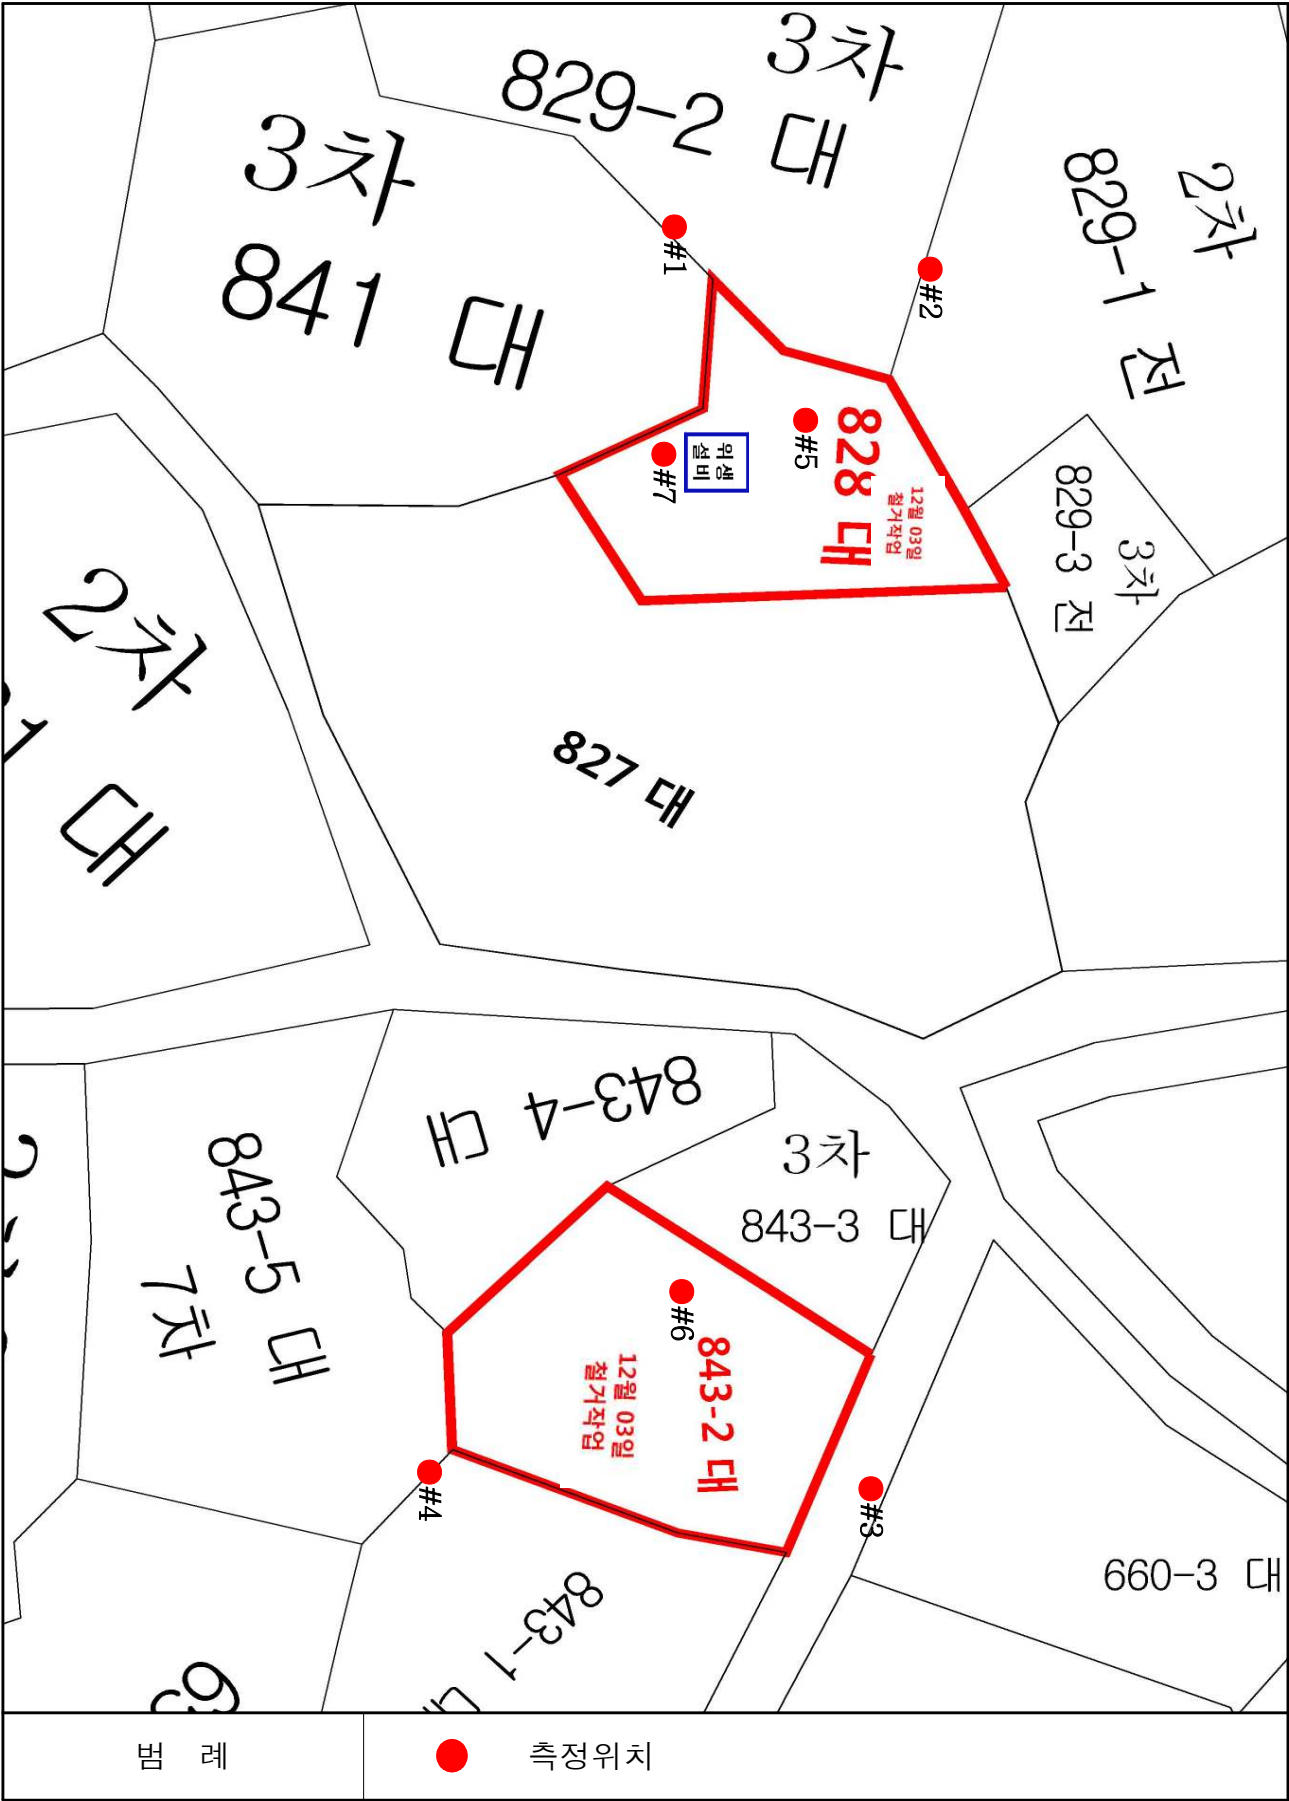 3차
829-2 대
3차
841 대
2차
829-1 전
#1
#2
828 대
12월 03일
철거작업
#5
위생
설비
#7
3차
829-3 전
2차
1 대
827 대
843-4 대
3차
843-3 대
843-5 대
7차
#6
843-2 대
12월 03일
철거작업
#4
#3
660-3 대
843-1 대
범 례
측정위치